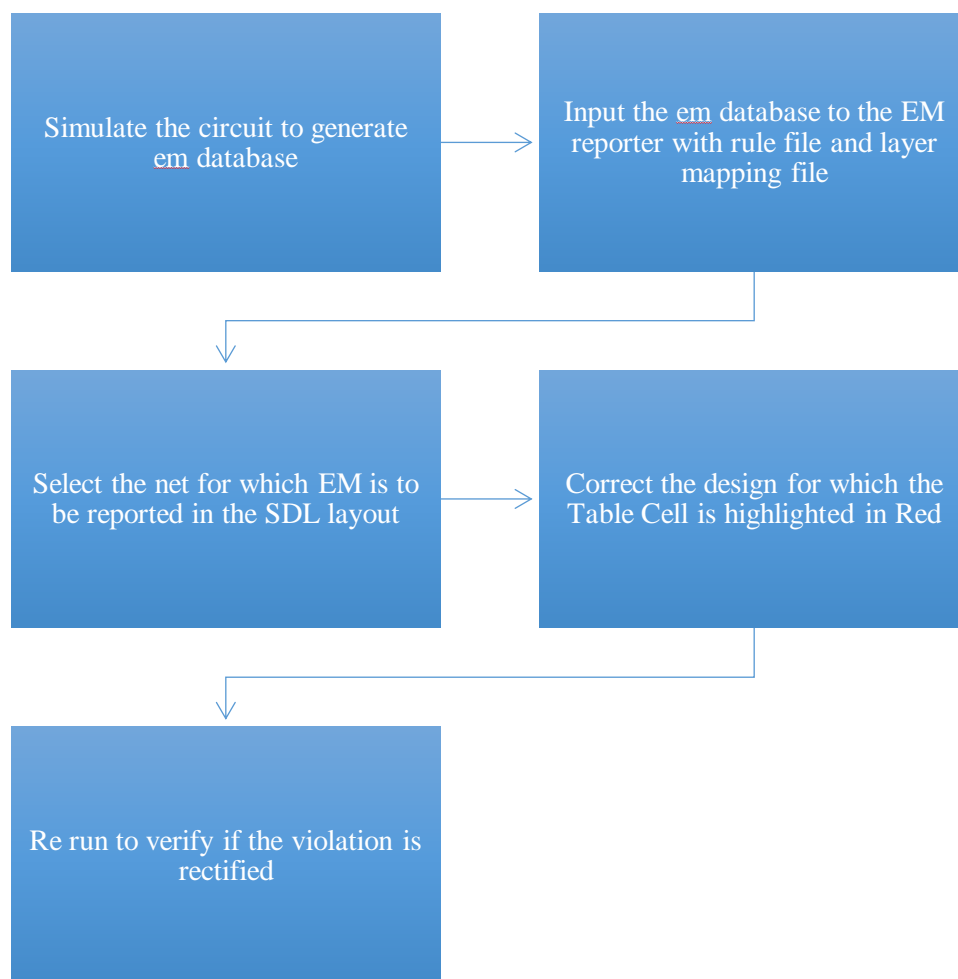 Simulate the circuit to generate
em database
Input the em database to the EM
reporter with rule file and layer
mapping file
Select the net for which EM is to
be reported in the SDL layout
Correct the design for which the
Table Cell is highlighted in Red
Re run to verify if the violation is
rectified